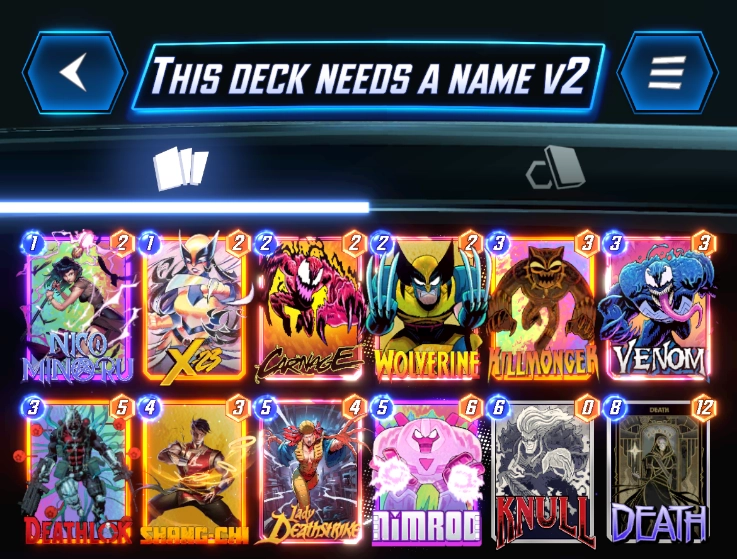 THIS DECK NEEDS A NAME V2
1 2 1 2 2 2 2 2 3 3 3 3
NICO MINORU X-23 CARNAGE WOLVERINE KILLMONGER VENOM
3 5 4 3 5 4 5 6 6 0 8 12
DEATH
DEATHLOK SHANG-CHI Lady DEATHSTRIKE NIMROD KNULL DEATH